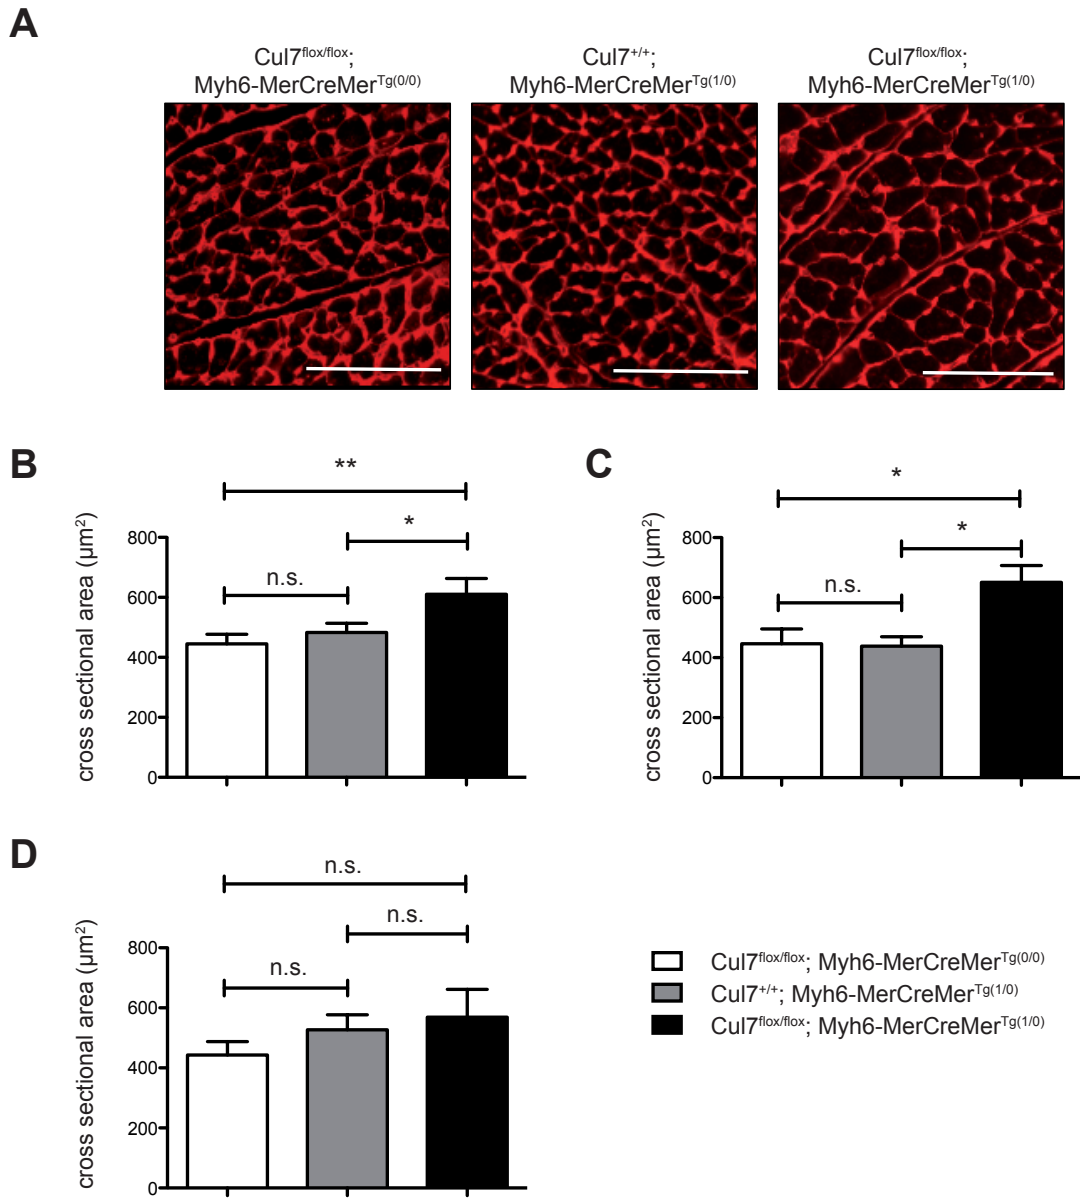 A
Cul7flox/flox;
Myh6-MerCreMerTg(0/0)
Cul7+/+;
Myh6-MerCreMerTg(1/0)
Cul7flox/flox;
Myh6-MerCreMerTg(1/0)
B
**
*
n.s.
cross sectional area (µm2)
800
600
400
200
0
C
*
*
n.s.
cross sectional area (µm2)
800
600
400
200
0
D
n.s.
n.s.
n.s.
cross sectional area (µm2)
800
600
400
200
0
Cul7flox/flox; Myh6-MerCreMerTg(0/0)
Cul7+/+; Myh6-MerCreMerTg(1/0)
Cul7flox/flox; Myh6-MerCreMerTg(1/0)